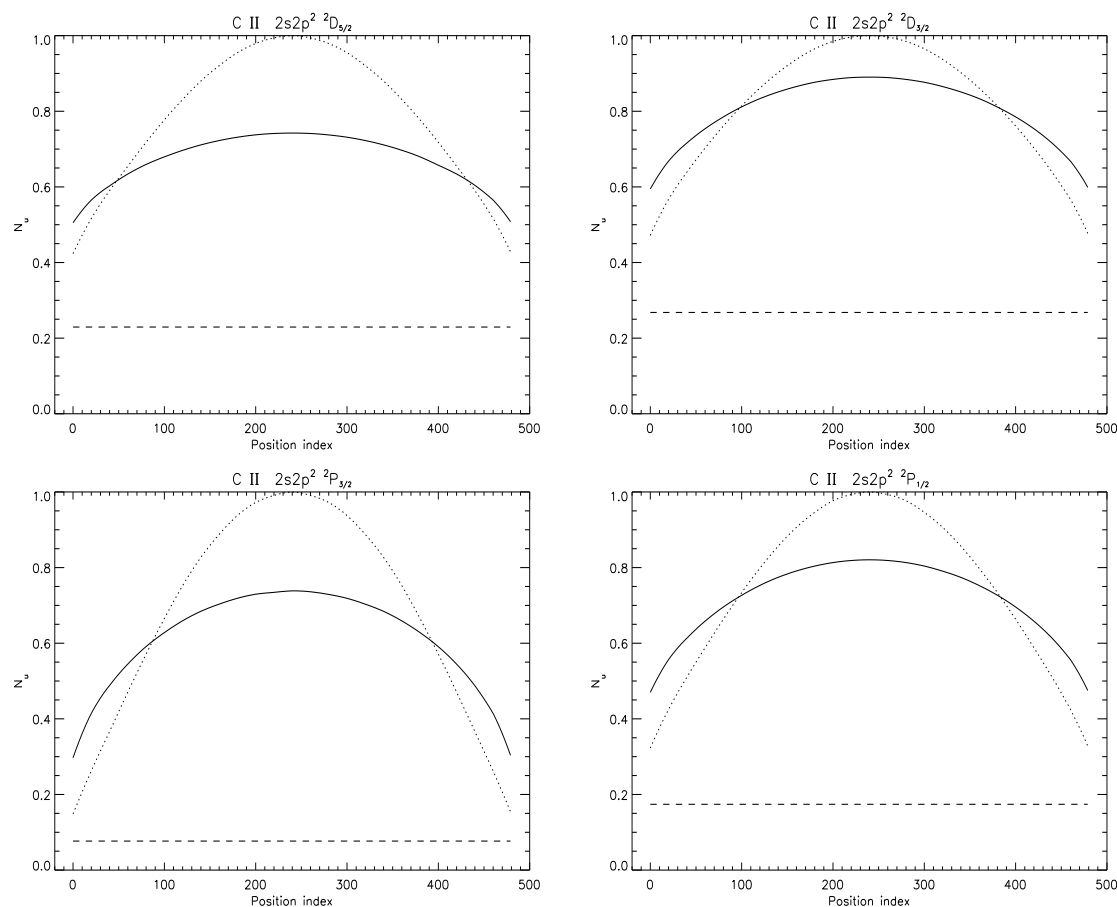 C II 2s2p² ²D₅/₂
C II 2s2p² ²D₃/₂
1.0
0.8
0.6
0.4
0.2
0.0
Nᵤ
0 100 200 300 400 500
Position index
1.0
0.8
0.6
0.4
0.2
0.0
Nᵤ
0 100 200 300 400 500
Position index
C II 2s2p² ²P₃/₂
C II 2s2p² ²P₁/₂
1.0
0.8
0.6
0.4
0.2
0.0
Nᵤ
0 100 200 300 400 500
Position index
1.0
0.8
0.6
0.4
0.2
0.0
Nᵤ
0 100 200 300 400 500
Position index